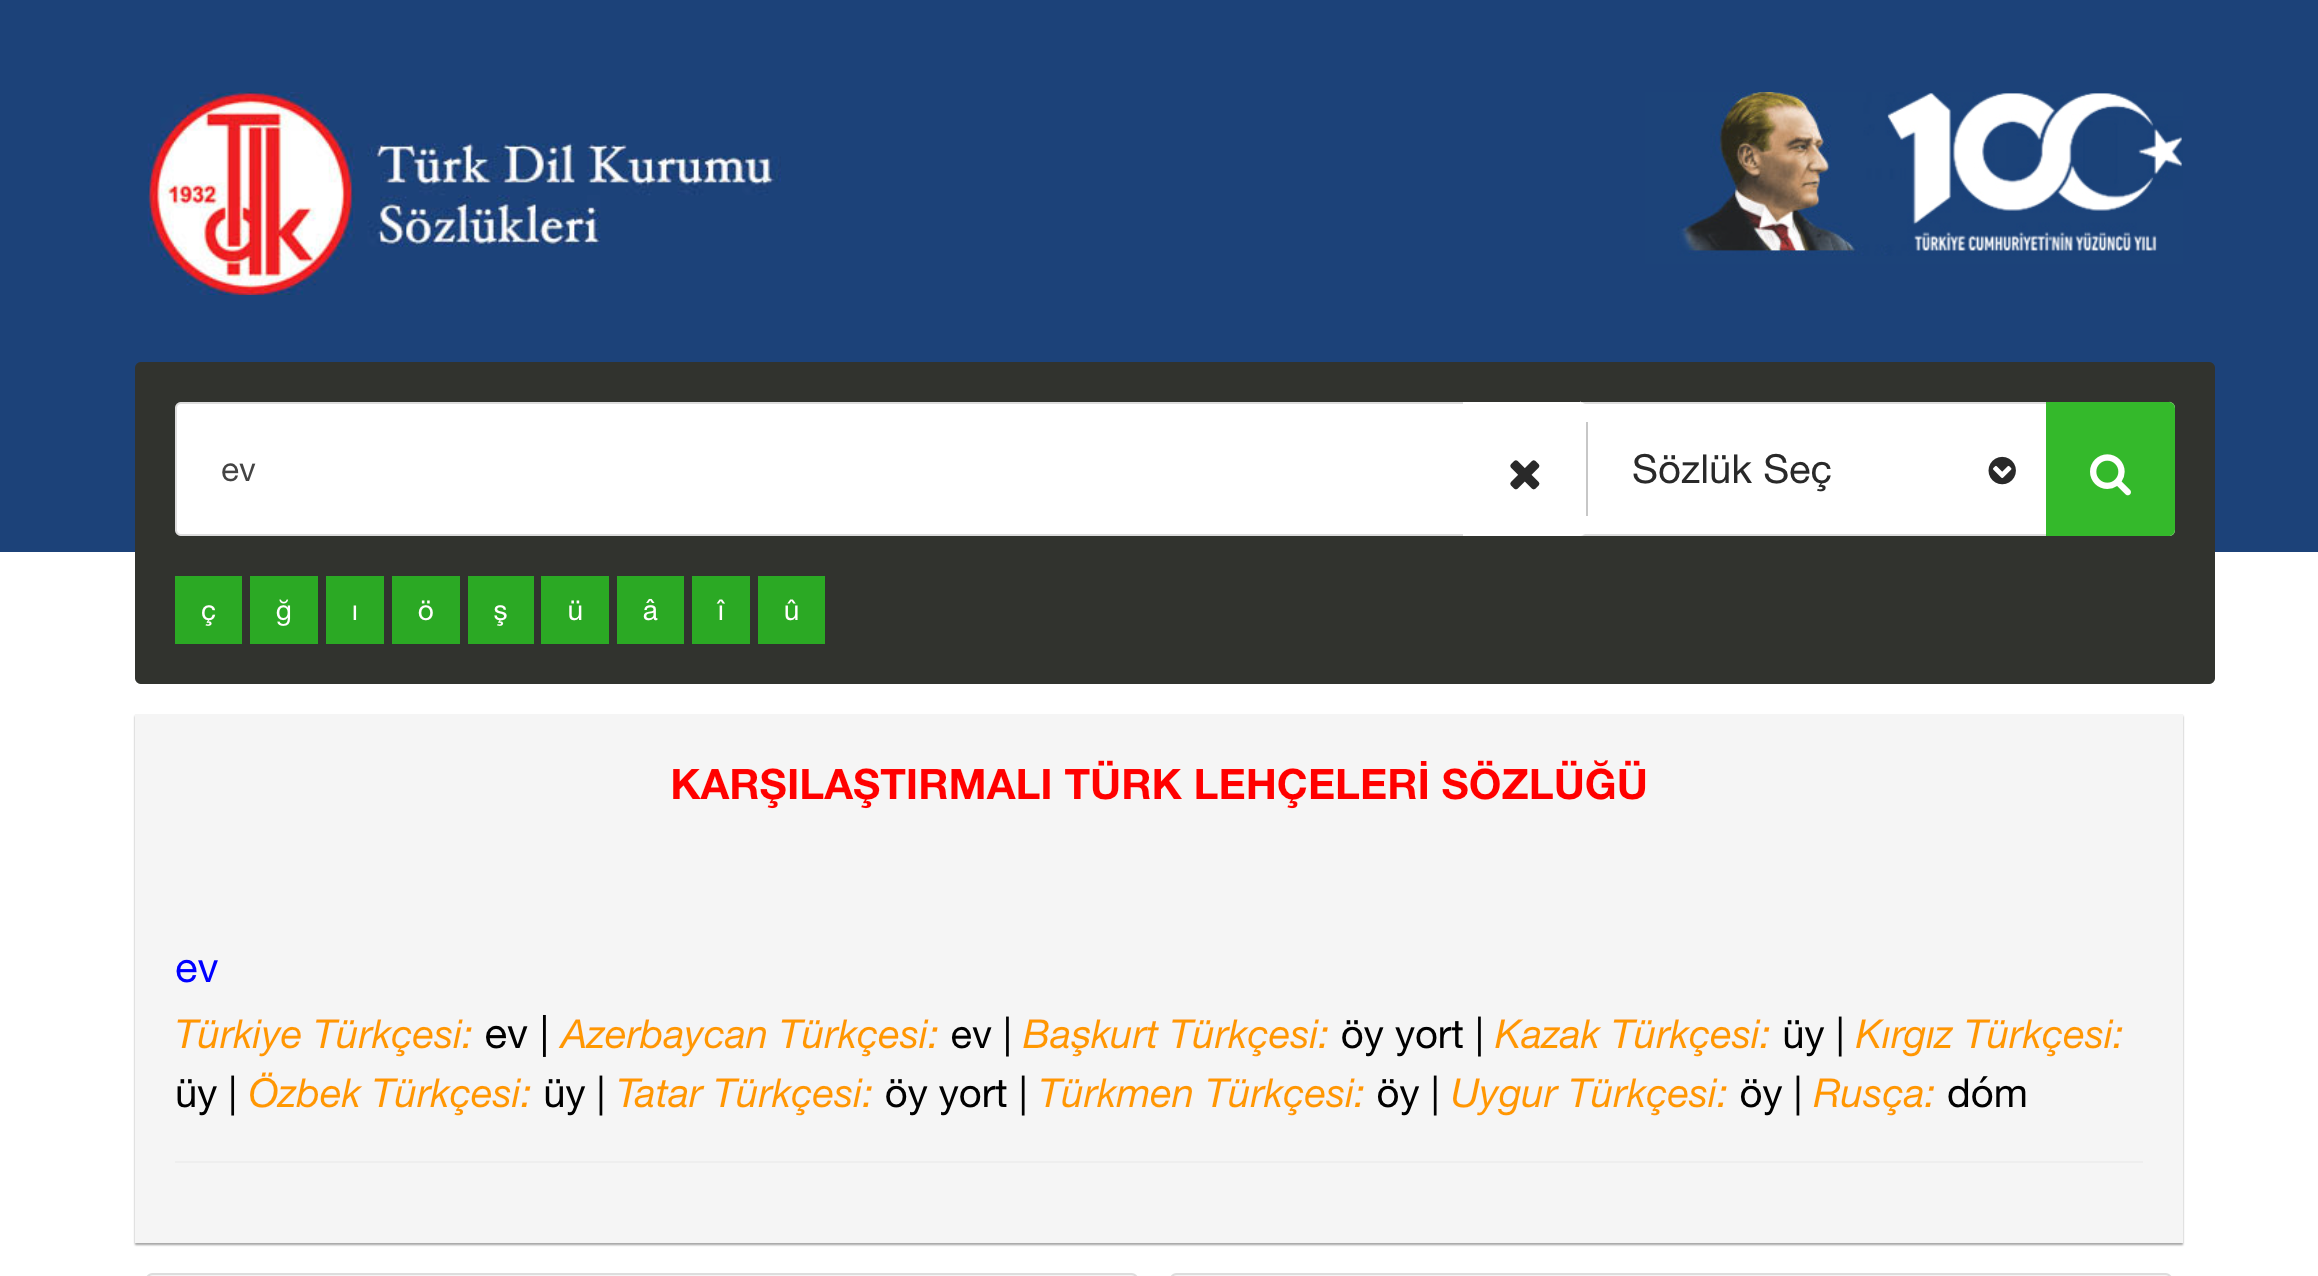 1932
TDK
Türk Dil Kurumu
Sözlükleri
100
TÜRKİYE CUMHURİYETİ'NİN YÜZÜNCÜ YILI
ev
Sözlük Seç
ç ğ ı ö ş ü â î û
KARŞILAŞTIRMALI TÜRK LEHÇELERİ SÖZLÜĞÜ
ev
Türkiye Türkçesi: ev | Azerbaycan Türkçesi: ev | Başkurt Türkçesi: öy yort | Kazak Türkçesi: üy | Kırgız Türkçesi:
üy | Özbek Türkçesi: üy | Tatar Türkçesi: öy yort | Türkmen Türkçesi: öy | Uygur Türkçesi: öy | Rusça: dóm